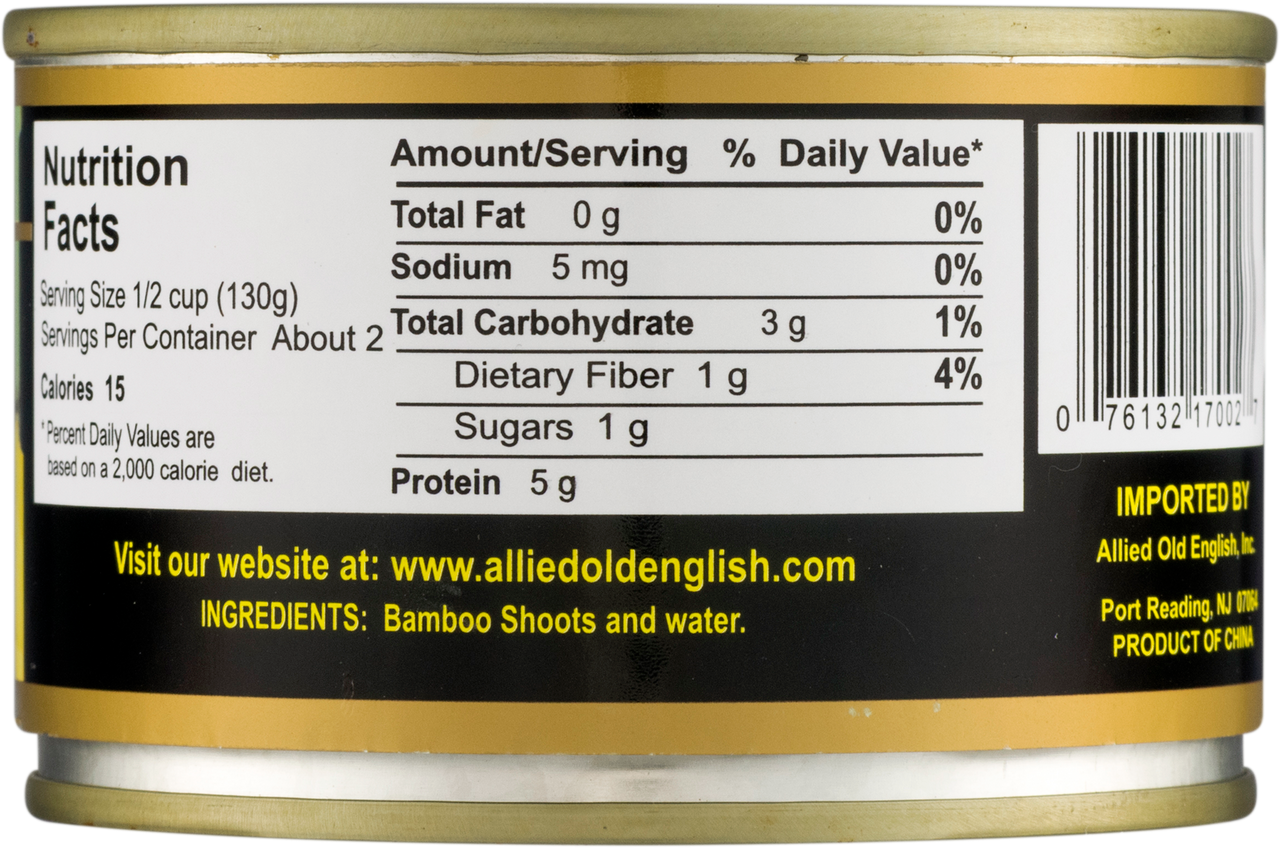 Nutrition
Facts
Serving Size 1/2 cup (130g)
Servings Per Container About 2
Calories 15
*Percent Daily Values are
based on a 2,000 calorie diet.
Amount/Serving % Daily Value*
Total Fat 0 g 0%
Sodium 5 mg 0%
Total Carbohydrate 3 g 1%
Dietary Fiber 1 g 4%
Sugars 1 g
Protein 5 g
Visit our website at: www.alliedoldenglish.com
INGREDIENTS: Bamboo Shoots and water.
0 76132 17002 7
IMPORTED BY
Allied Old English, Inc.
Port Reading, NJ 07064
PRODUCT OF CHINA